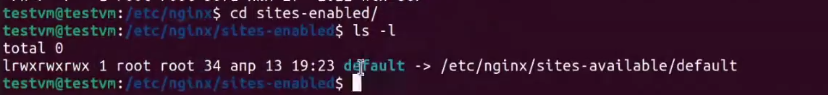 testvm@testvm:/etc/nginx$ cd sites-enabled/
testvm@testvm:/etc/nginx/sites-enabled$ ls -l
total 0
lrwxrwxrwx 1 root root 34 апр 13 19:23 default -> /etc/nginx/sites-available/default
testvm@testvm:/etc/nginx/sites-enabled$